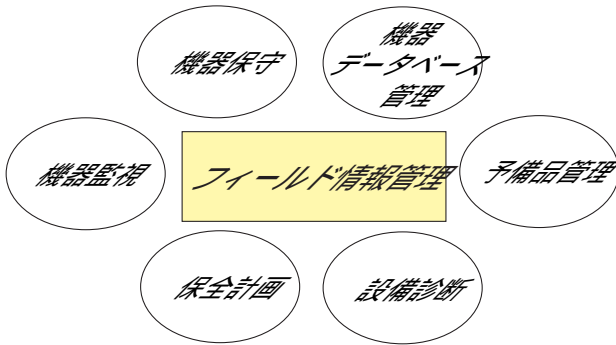 機器保守
機器
データベース
管理
機器監視
フィールド情報管理
予備品管理
保全計画
設備診断